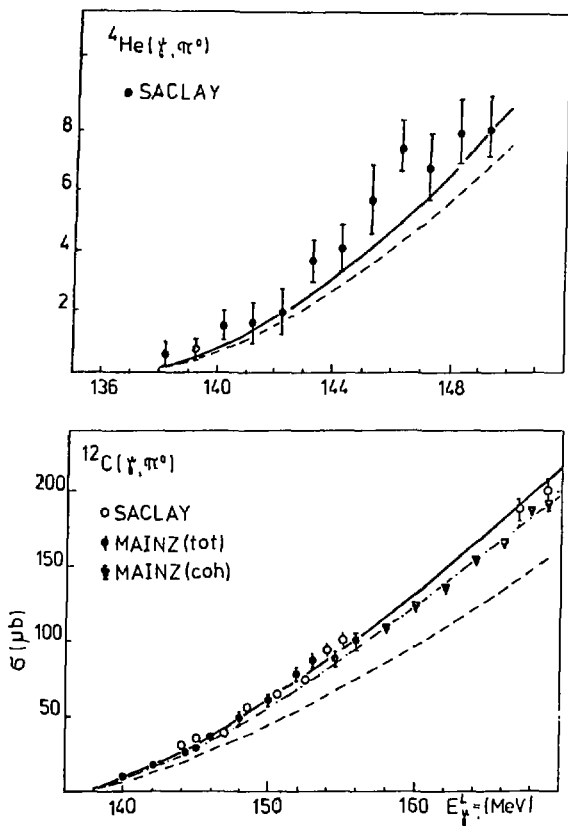 ⁴He(γ,π⁰)
● SACLAY
8
6
4
2
136 140 144 148
¹²C(γ,π⁰)
○ SACLAY
● MAINZ (tot)
▼ MAINZ (coh)
200
150
100
50
σ (μb)
140 150 160 E_γ^L = (MeV)